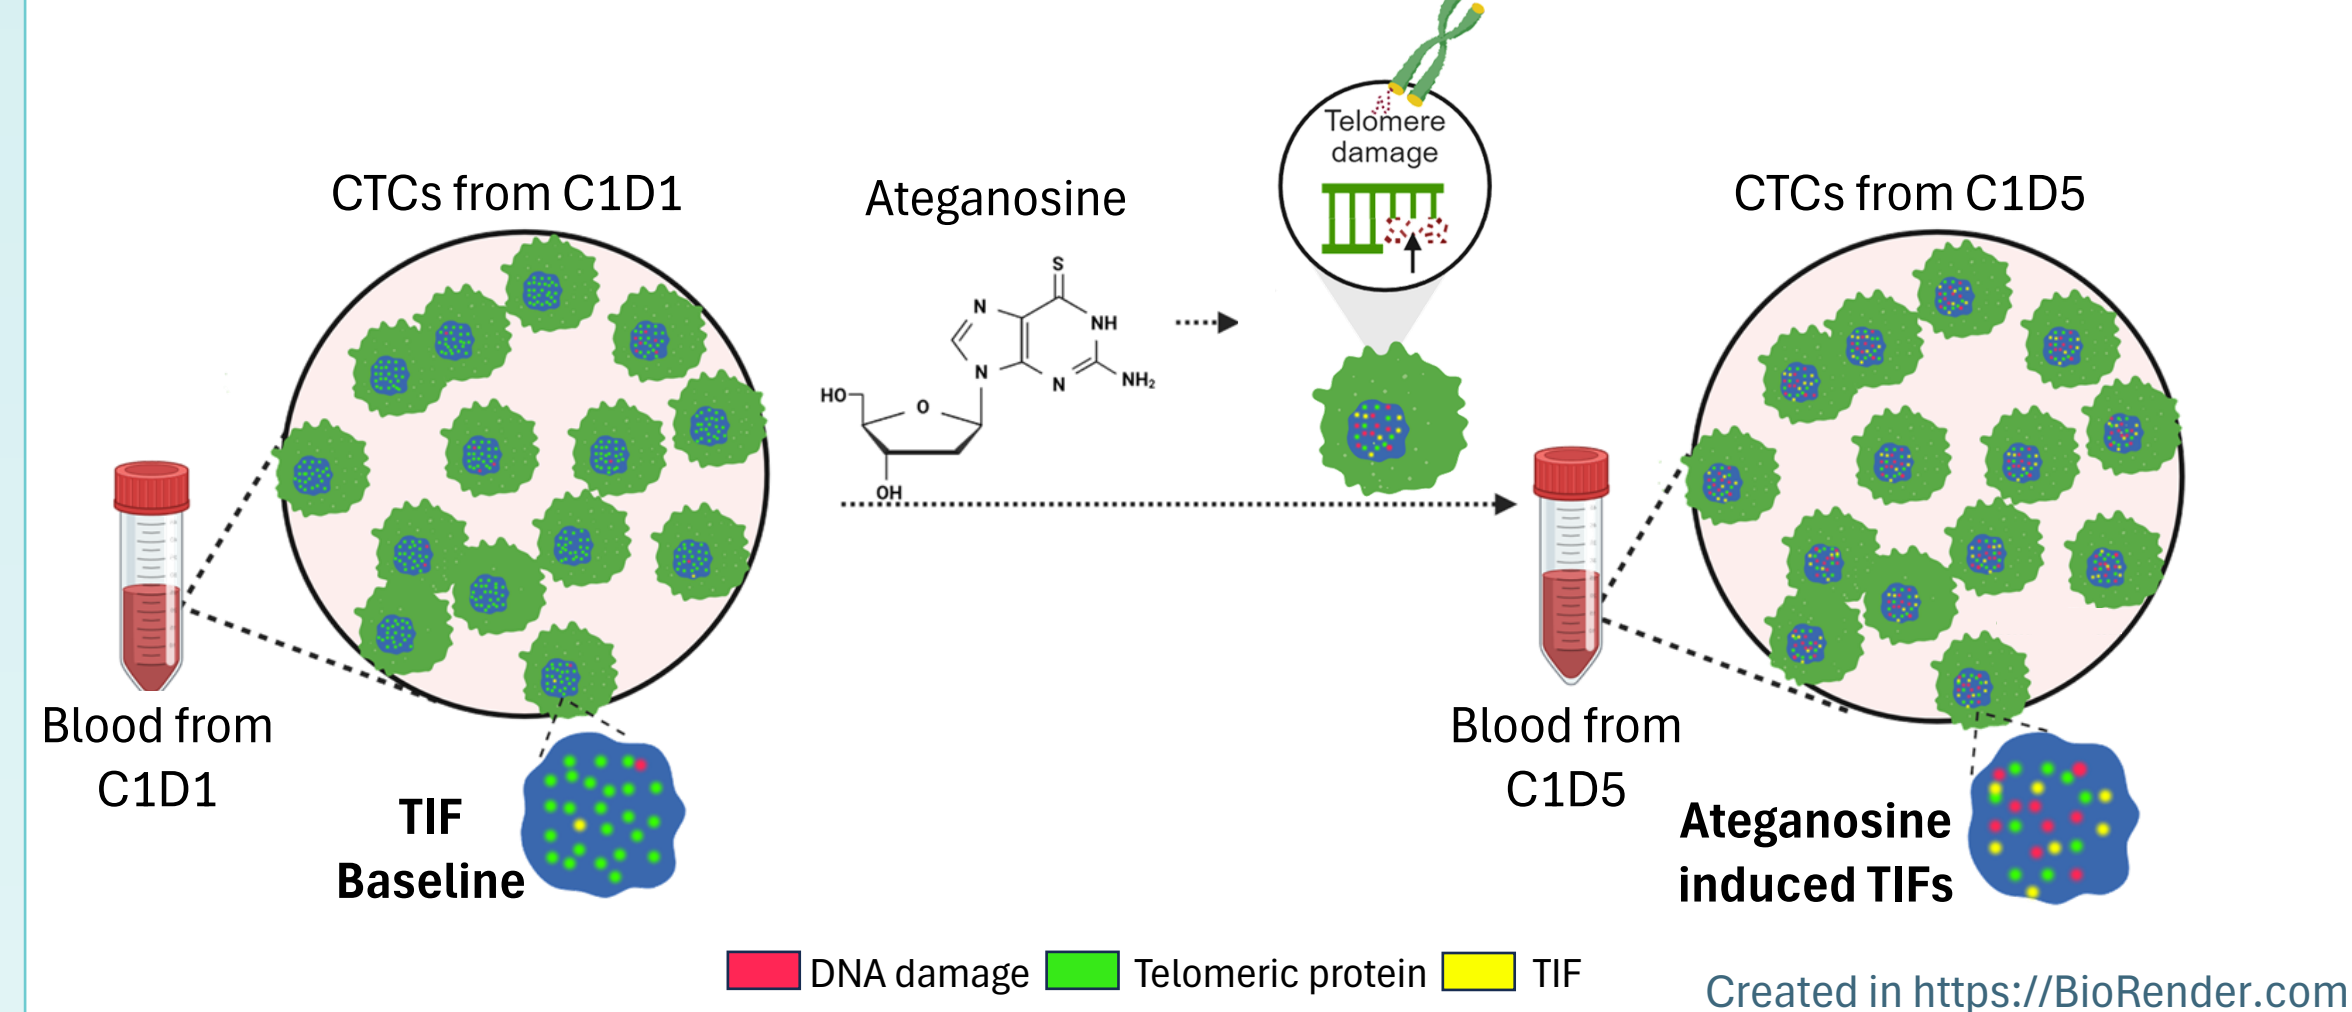 CTCs from C1D1
Ateganosine
Telomere
damage
CTCs from C1D5
S
N
NH
N
N
NH₂
HO
O
OH
Blood from
C1D1
TIF
Baseline
Blood from
C1D5
Ateganosine
induced TIFs
DNA damage
Telomeric protein
TIF
Created in https://BioRender.com